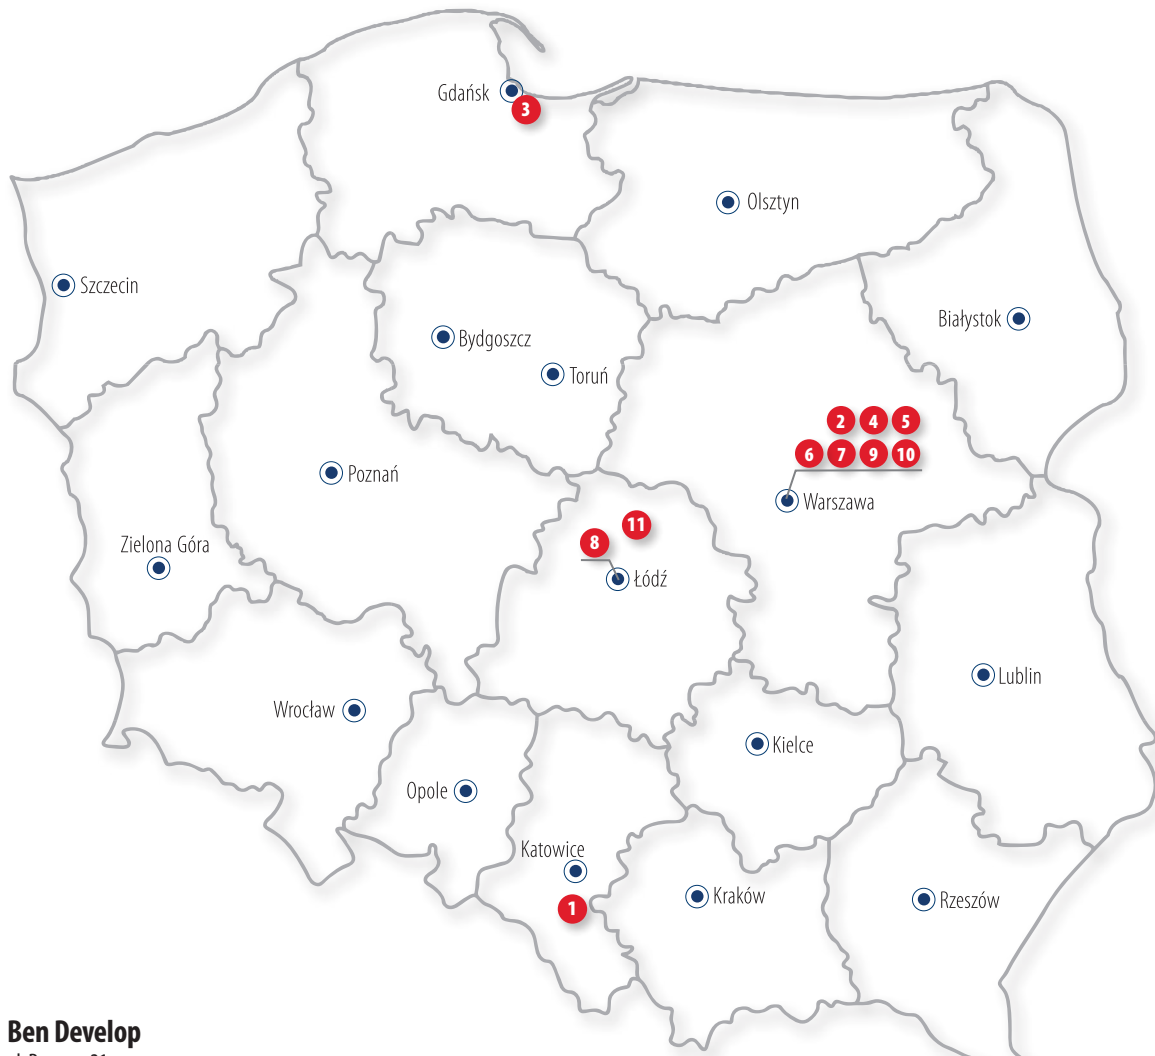 Gdańsk
3
Olsztyn
Szczecin
Białystok
Bydgoszcz
Toruń
2 4 5
6 7 9 10
Poznań
Warszawa
11
8
Zielona Góra
Łódź
Lublin
Wrocław
Kielce
Opole
Katowice
Kraków
Rzeszów
1
Ben Develop